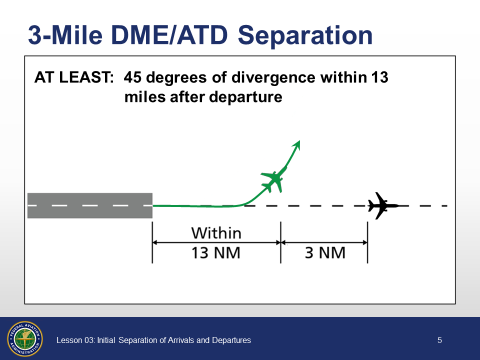 3-Mile DME/ATD Separation
AT LEAST: 45 degrees of divergence within 13
miles after departure
Within
13 NM
3 NM
Lesson 03: Initial Separation of Arrivals and Departures
5